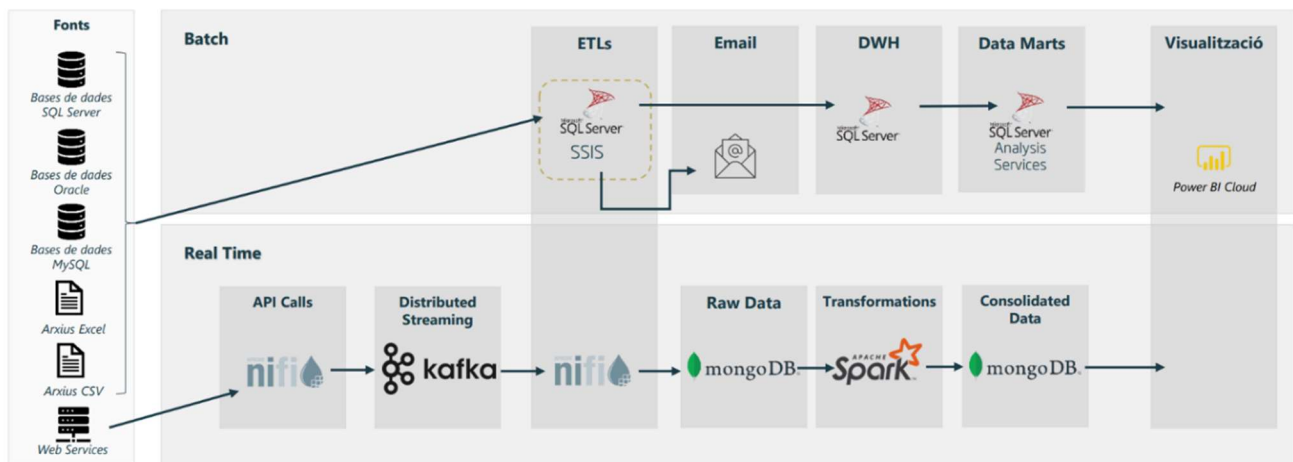 Fonts
Bases de dades
SQL Server
Bases de dades
Oracle
Bases de dades
MySQL
Arxius Excel
Arxius CSV
Web Services
Batch
ETLs
Microsoft
SQL Server
SSIS
Email
@
DWH
Microsoft
SQL Server
Data Marts
Microsoft
SQL Server
Analysis
Services
Visualització
Power BI Cloud
Real Time
API Calls
nifi
Distributed
Streaming
kafka
nifi
Raw Data
mongoDB
Transformations
APACHE
Spark
Consolidated
Data
mongoDB